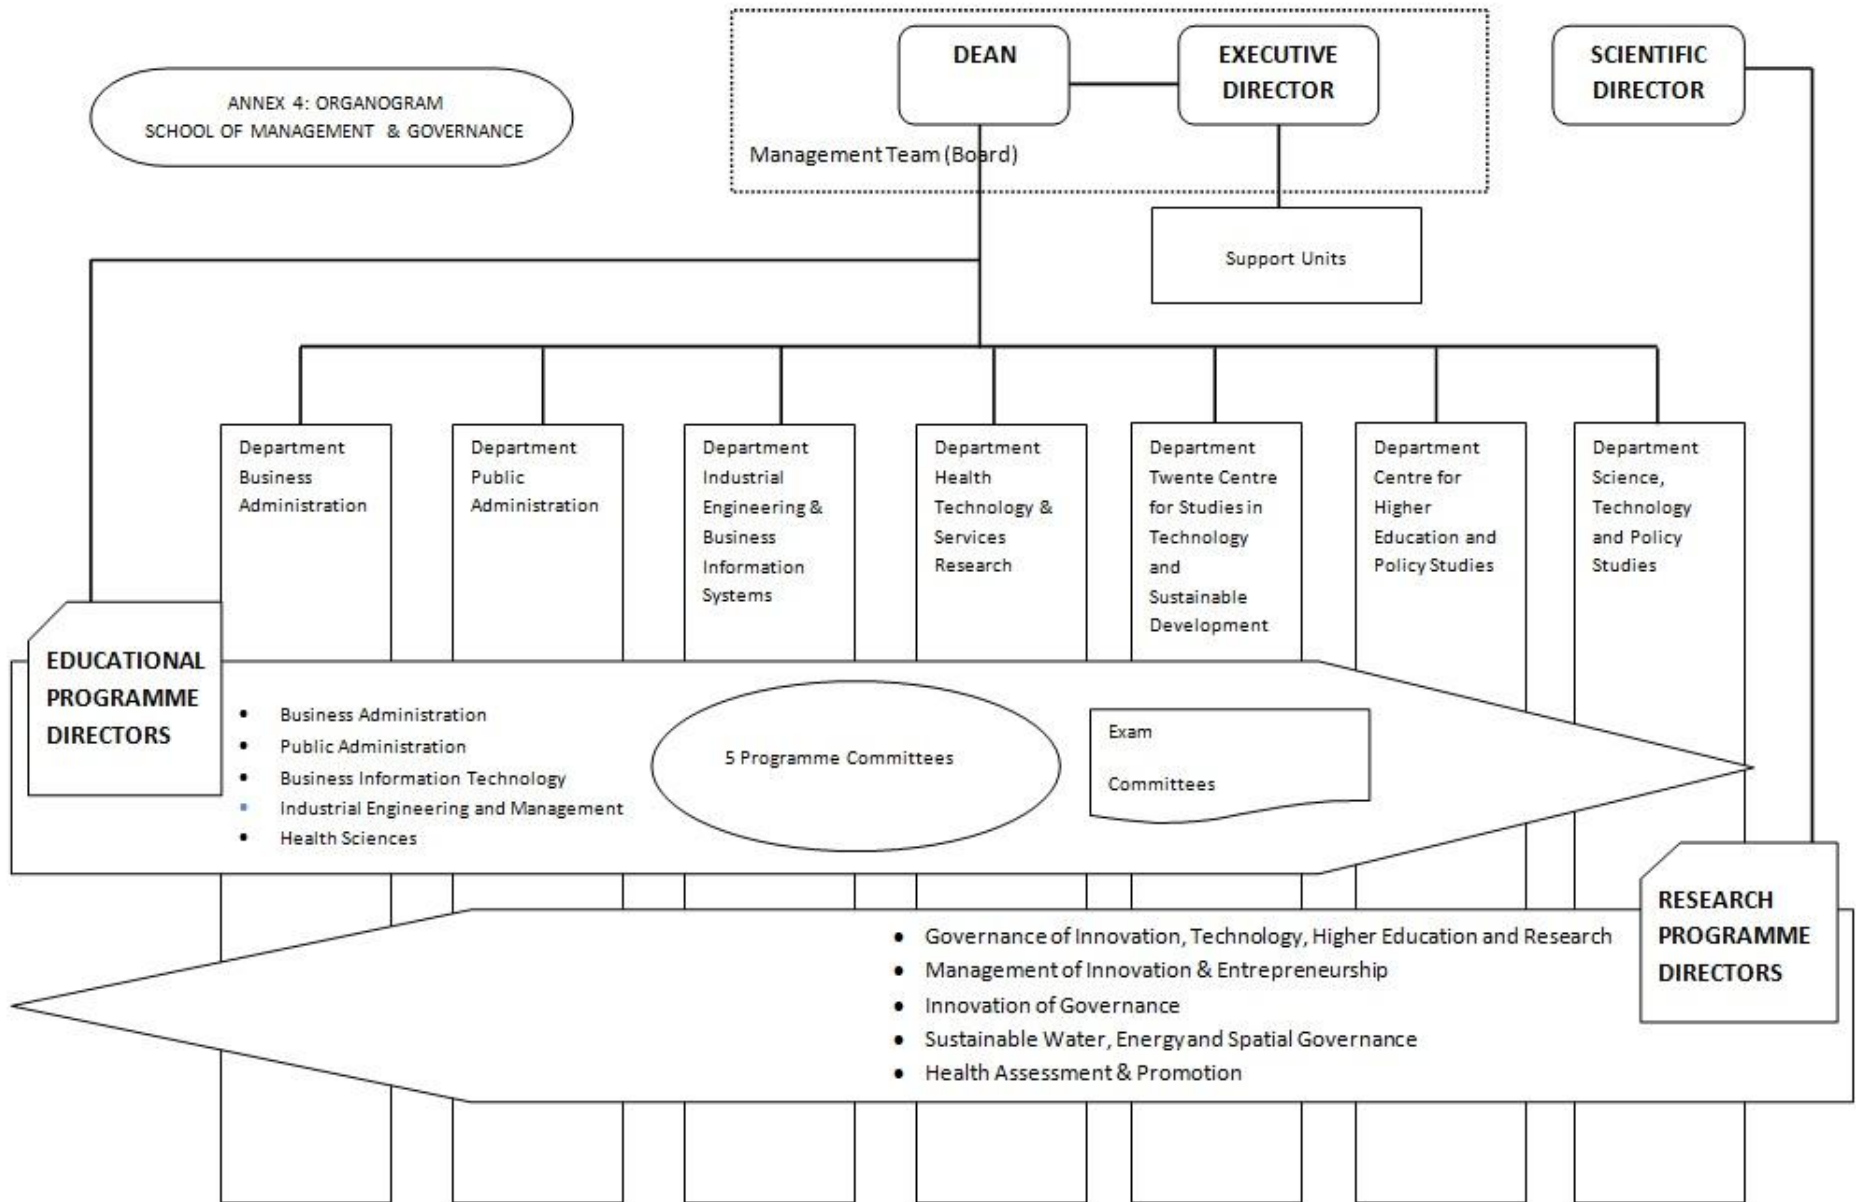 DEAN
EXECUTIVE
DIRECTOR
SCIENTIFIC
DIRECTOR
ANNEX 4: ORGANOGRAM
SCHOOL OF MANAGEMENT & GOVERNANCE
Management Team (Board)
Support Units
Department
Business
Administration
Department
Public
Administration
Department
Industrial
Engineering &
Business
Information
Systems
Department
Health
Technology &
Services
Research
Department
Twente Centre
for Studies in
Technology
and
Sustainable
Development
Department
Centre for
Higher
Education and
Policy Studies
Department
Science,
Technology
and Policy
Studies
EDUCATIONAL
PROGRAMME
DIRECTORS
• Business Administration
• Public Administration
• Business Information Technology
• Industrial Engineering and Management
• Health Sciences
5 Programme Committees
Exam
Committees
• Governance of Innovation, Technology, Higher Education and Research
• Management of Innovation & Entrepreneurship
• Innovation of Governance
• Sustainable Water, Energy and Spatial Governance
• Health Assessment & Promotion
RESEARCH
PROGRAMME
DIRECTORS